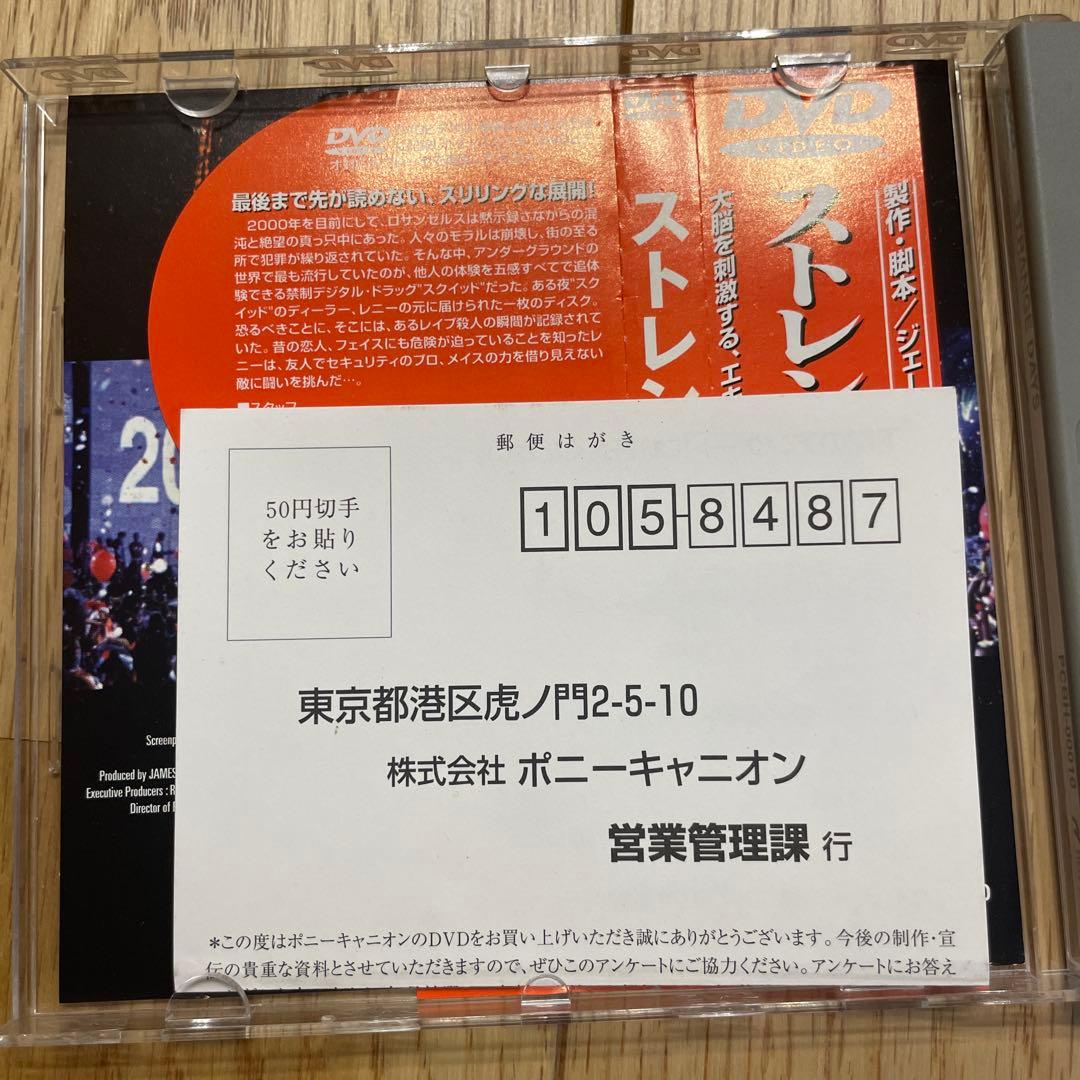 DVD
最後まで先が読めない、スリリングな展開!
2000年を目前にして、ロサンゼルスは黙示録さながらの混
沌と絶望の真っ只中にあった。人々のモラルは崩壊し、街の至る
所で犯罪が繰り返されていた。そんな中、アンダーグラウンドの
世界で最も流行していたのが、他人の体験を五感すべてで追体
験できる禁制デジタル・ドラッグ"スクイッド"だった。ある夜"スク
イッド"のディーラー、レニーの元に届けられた一枚のディスク。
恐るべきことに、そこには、あるレイプ殺人の瞬間が記録されて
いた。昔の恋人、フェイスにも危険が迫っていることを知ったレ
ニーは、友人でセキュリティのプロ、メイスの力を借り見えない
敵に闘いを挑んだ…。
■スタッフ
ストレン
DVD
VIDEO
製作・脚本/ジェー
ストレン
大脳を刺激する、エキ
20
Screenp
Produced by JAMES
Executive Producers : R
Director of
郵便はがき
50円切手
をお貼り
ください
105-8487
東京都港区虎ノ門2-5-10
株式会社 ポニーキャニオン
営業管理課 行
*この度はポニーキャニオンのDVDをお買い上げいただき誠にありがとうございます。今後の制作・宣
伝の貴重な資料とさせていただきますので、ぜひこのアンケートにご協力ください。アンケートにお答え